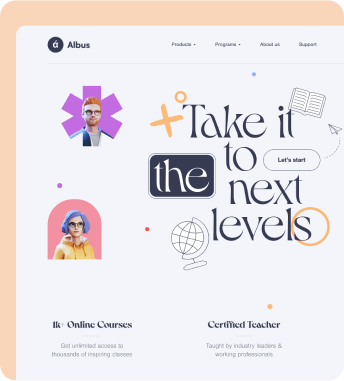 á Albus
Products Programs About us Support
Take it
to
Let's start
the
next
levels
1k+ Online Courses
Certified Teacher
Get unlimited access to
thousands of inspiring classes
Taught by industry leaders &
working professionals